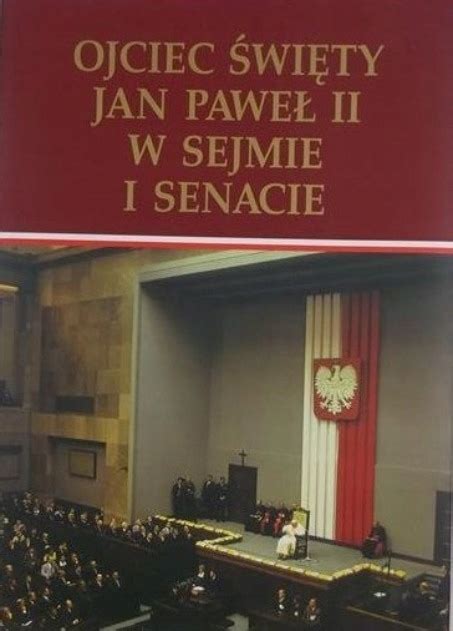 OJCIEC ŚWIĘTY
JAN PAWEŁ II
W SEJMIE
I SENACIE